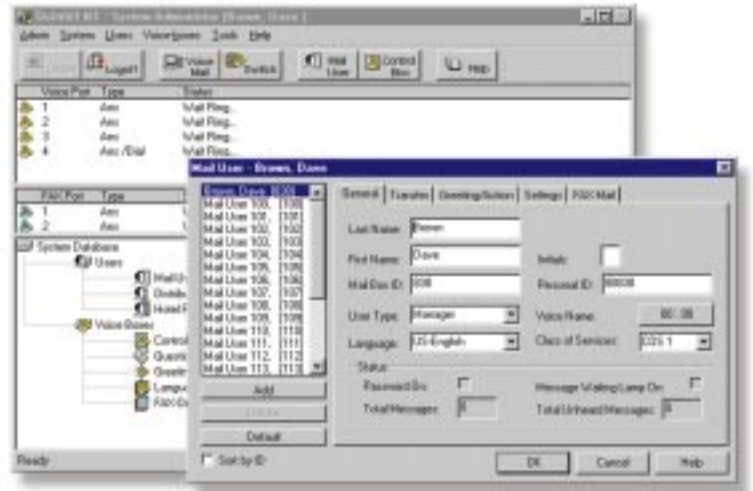 System Administrator (Brown, Dave)
Admin System Users Voice boxes Tools Help
Logoff
Voice Mail
Switch
Mail User
Control Box
Help
Voice Port Type Status
1 Ans Wait Ring...
2 Ans Wait Ring...
3 Ans Wait Ring...
4 Ans/Dial Wait Ring...
FAX Port Type
1 Ans
2 Ans
System Database
Users
Voice Boxes
Ready
Mail User - Brown, Dave
Brown, Dave
Mail User 100, [100]
Mail User 101, [101]
Mail User 102, [102]
Mail User 103, [103]
Mail User 104, [104]
Mail User 105, [105]
Mail User 106, [106]
Mail User 107, [107]
Mail User 108, [108]
Mail User 109, [109]
Mail User 110, [110]
Mail User 111, [111]
Mail User 112, [112]
Mail User 113, [113]
Add
Delete
Default
Sort by ID
General Transfer Greeting/Action Settings FAX Mail
Last Name: Brown
First Name: Dave Initials:
Mail Box ID: Personal ID:
User Type: Manager Voice Name: 00:00
Language: US-English Class of Services: COS 1
Status
Password On: Message Waiting Lamp On:
Total Messages: Total Unheard Messages:
OK Cancel Help